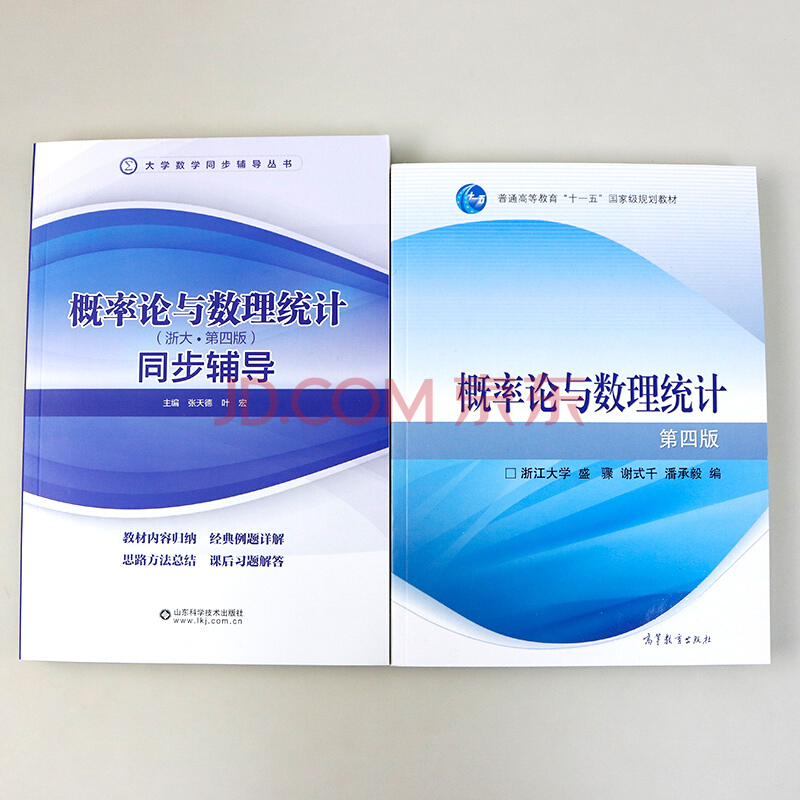 大学数学同步辅导丛书
概率论与数理统计
(浙大·第四版)
同步辅导
主编 张天德 叶宏
教材内容归纳 经典例题详解
思路方法总结 课后习题解答
山东科学技术出版社
www.lkj.com.cn
十一五
普通高等教育“十一五”国家级规划教材
概率论与数理统计
第四版
□ 浙江大学 盛 骤 谢式千 潘承毅 编
高等教育出版社
JD.COM 京东